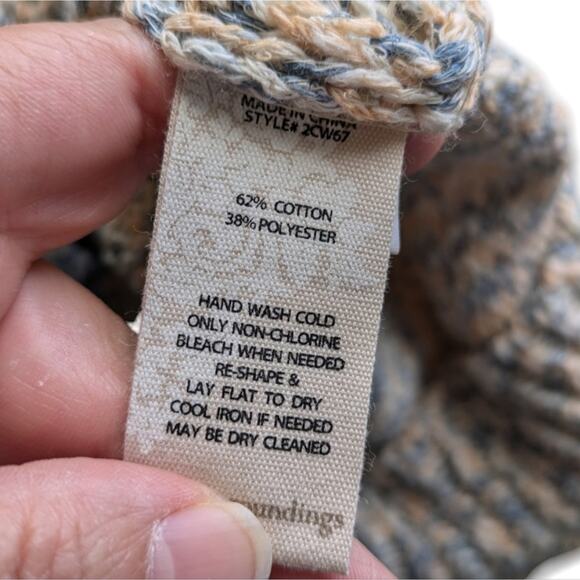 MADE IN CHINA
STYLE# 2CW67
62% COTTON
38% POLYESTER
HAND WASH COLD
ONLY NON-CHLORINE
BLEACH WHEN NEEDED
RE-SHAPE &
LAY FLAT TO DRY
COOL IRON IF NEEDED
MAY BE DRY CLEANED